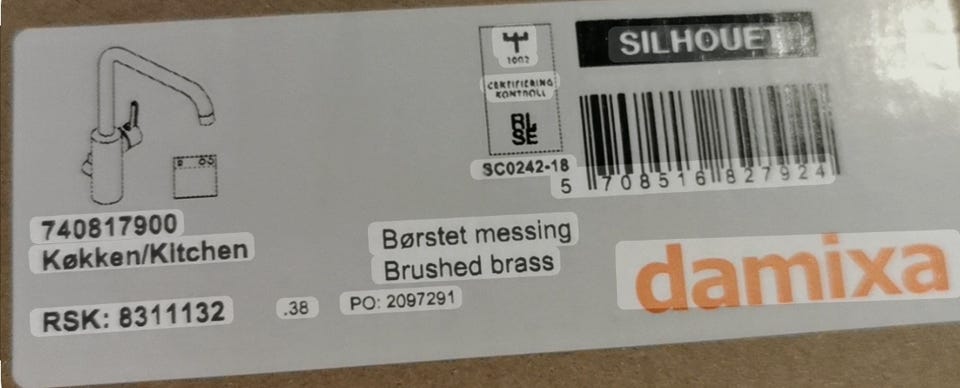 1002
CERTIFIERING
KONTROLL
RI.
SE
SC0242-18
SILHOUET
5 708516 827924
740817900
Køkken/Kitchen
Børstet messing
Brushed brass
damixa
RSK: 8311132
.38
PO: 2097291